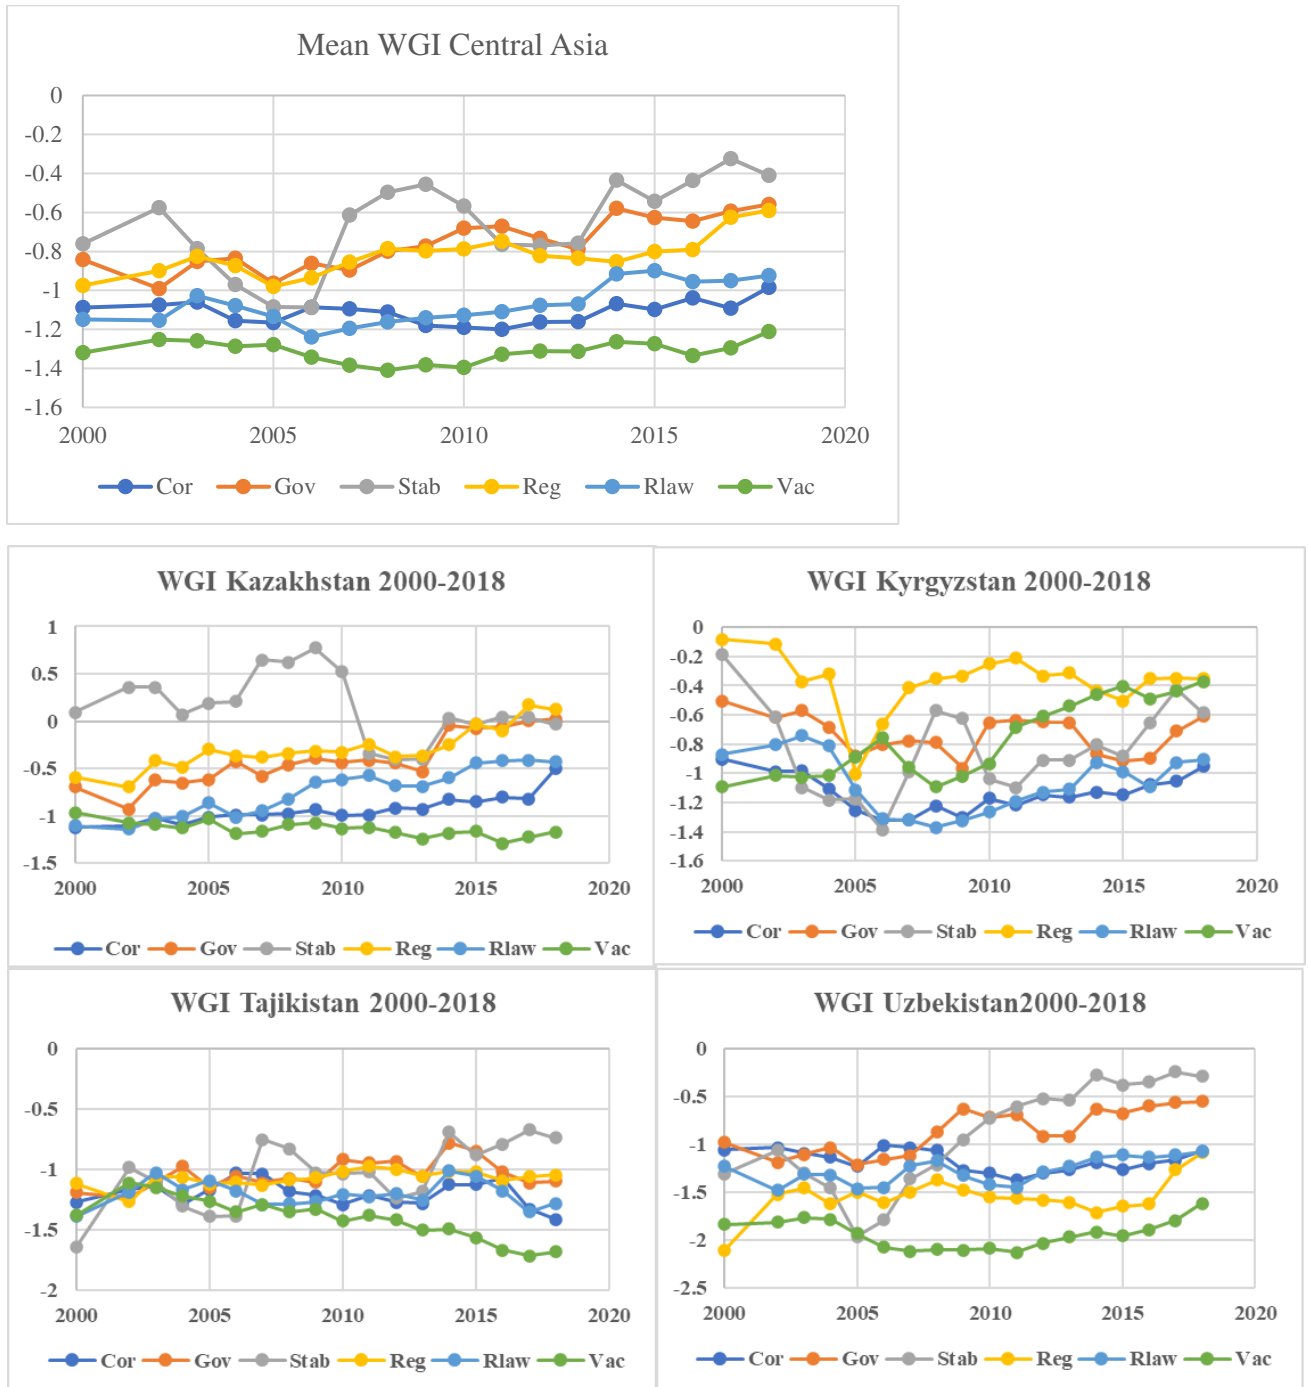 Mean WGI Central Asia
0
-0.2
-0.4
-0.6
-0.8
-1
-1.2
-1.4
-1.6
2000 2005 2010 2015 2020
Cor Gov Stab Reg Rlaw Vac
WGI Kazakhstan 2000-2018
1
0.5
0
-0.5
-1
-1.5
2000 2005 2010 2015 2020
Cor Gov Stab Reg Rlaw Vac
WGI Kyrgyzstan 2000-2018
0
-0.2
-0.4
-0.6
-0.8
-1
-1.2
-1.4
-1.6
2000 2005 2010 2015 2020
Cor Gov Stab Reg Rlaw Vac
WGI Tajikistan 2000-2018
0
-0.5
-1
-1.5
-2
2000 2005 2010 2015 2020
Cor Gov Stab Reg Rlaw Vac
WGI Uzbekistan2000-2018
0
-0.5
-1
-1.5
-2
-2.5
2000 2005 2010 2015 2020
Cor Gov Stab Reg Rlaw Vac